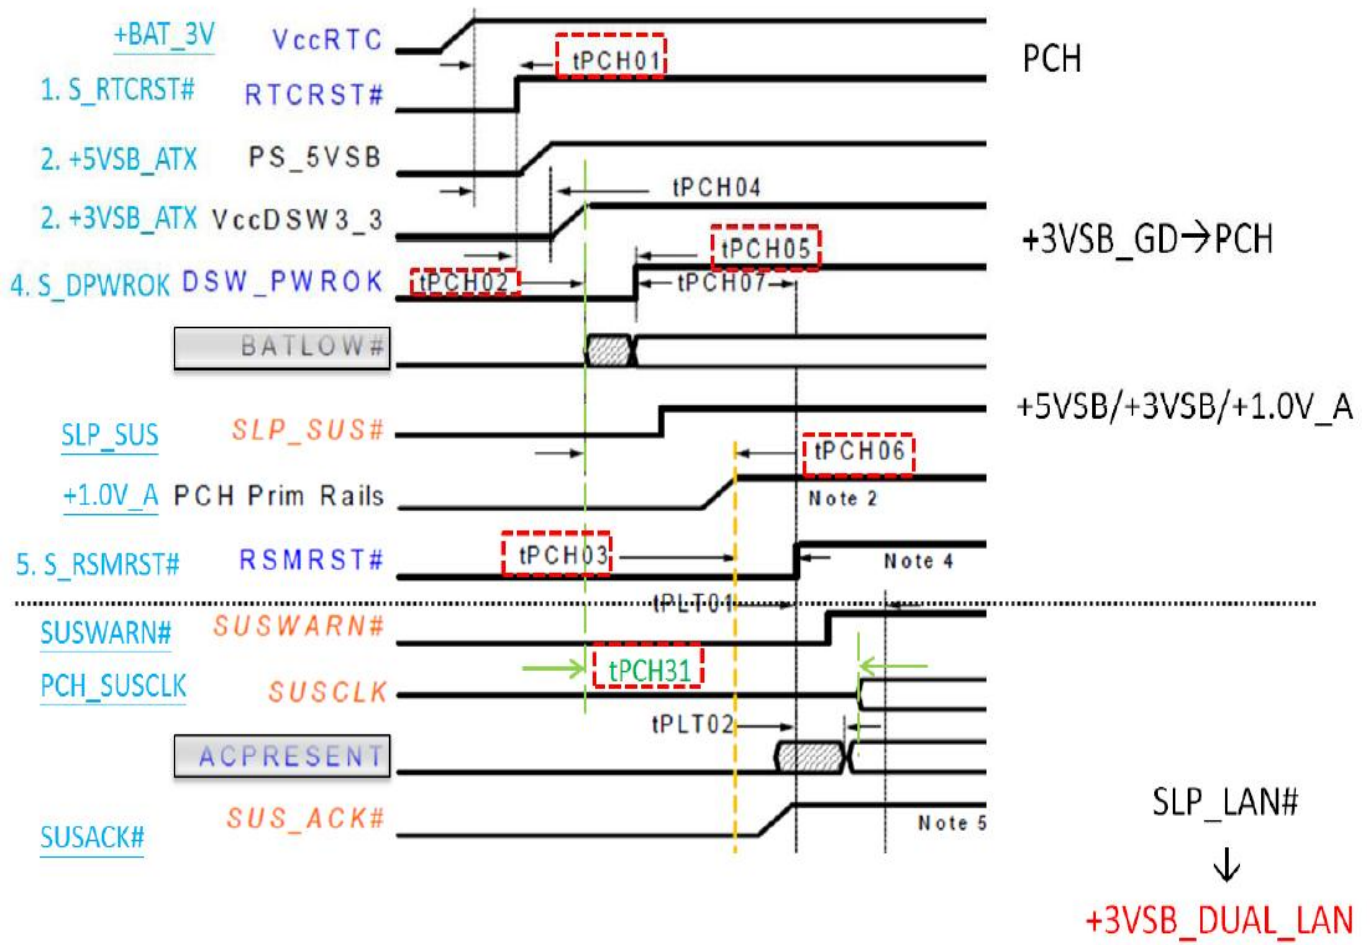 +BAT_3V VccRTC
tPCH01
PCH
1. S_RTCRST# RTCRST#
2. +5VSB_ATX PS_5VSB
tPCH04
2. +3VSB_ATX VccDSW3_3
tPCH05
+3VSB_GD→PCH
4. S_DPWROK DSW_PWROK
tPCH02
tPCH07
BATLOW#
+5VSB/+3VSB/+1.0V_A
SLP_SUS SLP_SUS#
tPCH06
+1.0V_A PCH Prim Rails
Note 2
5. S_RSMRST# RSMRST#
tPCH03
Note 4
tPLT01
SUSWARN# SUSWARN#
tPCH31
PCH_SUSCLK SUSCLK
tPLT02
ACPRESENT
SUSACK# SUS_ACK#
Note 5
SLP_LAN#
↓
+3VSB_DUAL_LAN